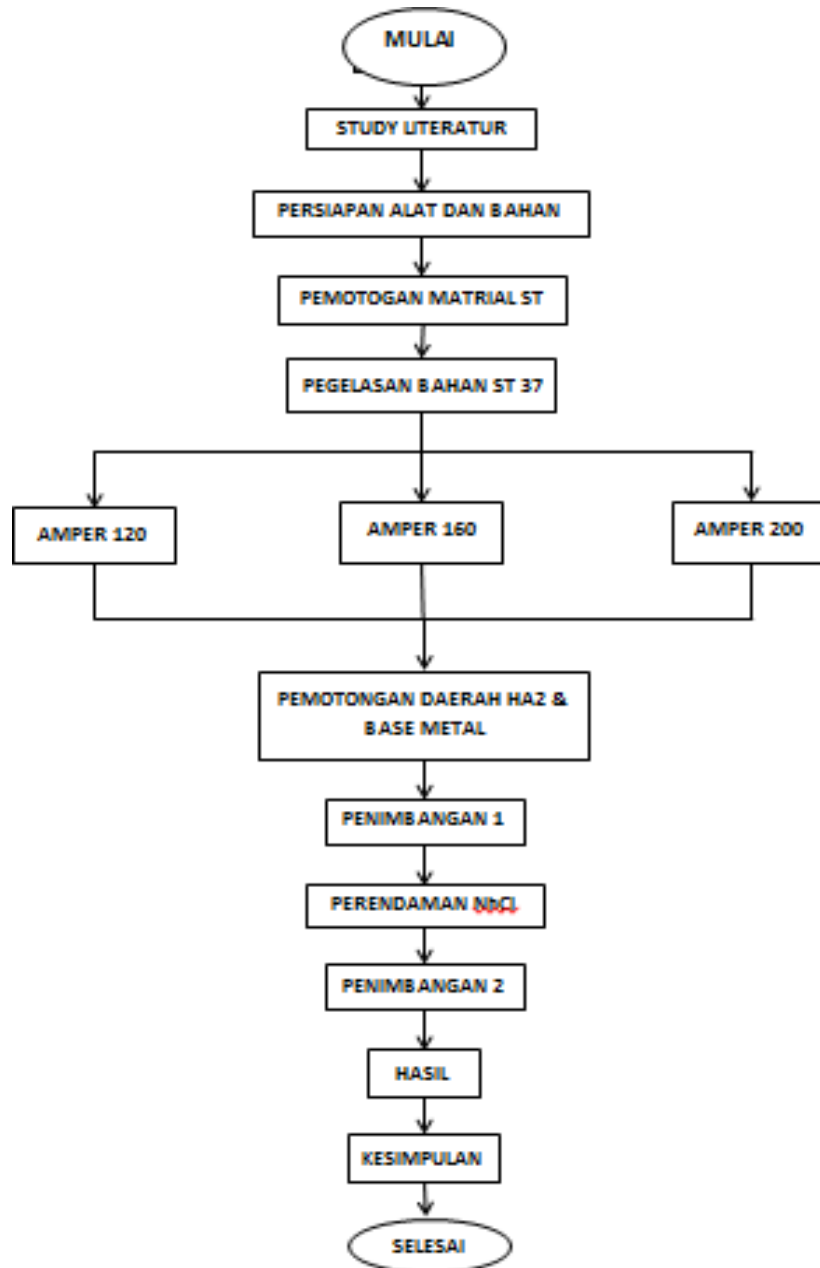 MULAI
STUDY LITERATUR
PERSIAPAN ALAT DAN BAHAN
PEMOTOGAN MATRIAL ST
PEGELASAN BAHAN ST 37
AMPER 120
AMPER 160
AMPER 200
PEMOTONGAN DAERAH HAZ &
BASE METAL
PENIMBANGAN 1
PERENDAMAN
PENIMBANGAN 2
HASIL
KESIMPULAN
SELESAI